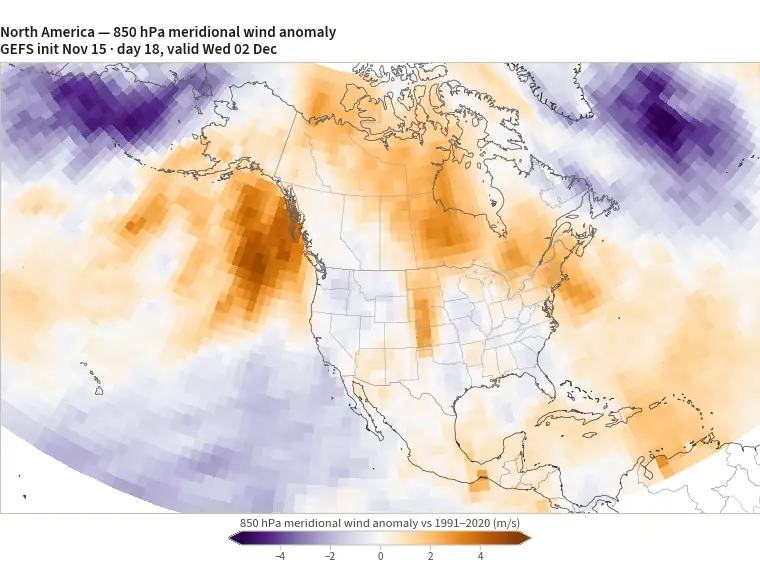 North America — 850 hPa meridional wind anomaly
GEFS init Nov 15 · day 18, valid Wed 02 Dec
850 hPa meridional wind anomaly vs 1991–2020 (m/s)
−4 −2 0 2 4